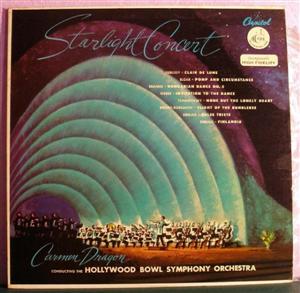 Starlight Concert
Capitol
HIGH FIDELITY
DEBUSSY - CLAIR DE LUNE
ELGAR - POMP AND CIRCUMSTANCE
BRAHMS - HUNGARIAN DANCE NO. 5
WEBER - INVITATION TO THE DANCE
TCHAIKOVSKY - NONE BUT THE LONELY HEART
RIMSKY-KORSAKOFF - FLIGHT OF THE BUMBLEBEE
SIBELIUS - VALSE TRISTE
SIBELIUS - FINLANDIA
Carmen Dragon
CONDUCTING THE HOLLYWOOD BOWL SYMPHONY ORCHESTRA